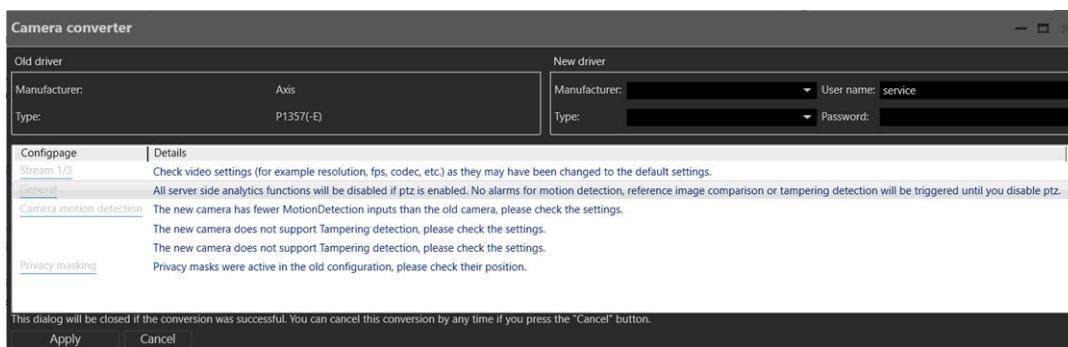 Camera converter
Old driver
New driver
Manufacturer: Axis
Manufacturer:
User name: service
Type: P1357(-E)
Type:
Password:
Configpage Details
Stream 1/3 Check video settings (for example resolution, fps, codec, etc.) as they may have been changed to the default settings.
General All server side analytics functions will be disabled if ptz is enabled. No alarms for motion detection, reference image comparison or tampering detection will be triggered until you disable ptz.
Camera motion detection The new camera has fewer MotionDetection inputs than the old camera, please check the settings.
The new camera does not support Tampering detection, please check the settings.
The new camera does not support Tampering detection, please check the settings.
Privacy masking Privacy masks were active in the old configuration, please check their position.
This dialog will be closed if the conversion was successful. You can cancel this conversion by any time if you press the "Cancel" button.
Apply Cancel